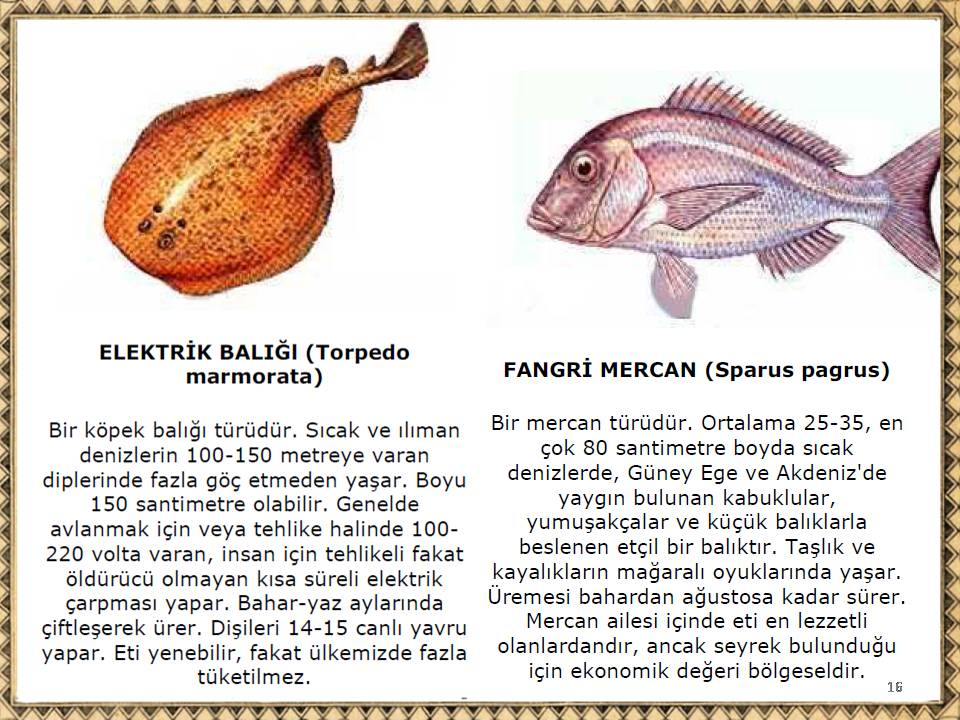 ELEKTRİK BALIĞl (Torpedo
marmorata)
Bir köpek balığı türüdür. Sıcak ve ılıman
denizlerin 100-150 metreye varan
diplerinde fazla göç etmeden yaşar. Boyu
150 santimetre olabilir. Genelde
avlanmak için veya tehlike halinde 100-
220 volta varan, insan için tehlikeli fakat
öldürücü olmayan kısa süreli elektrik
çarpması yapar. Bahar-yaz aylarında
çiftleşerek ürer. Dişileri 14-15 canlı yavru
yapar. Eti yenebilir, fakat ülkemizde fazla
tüketilmez.
FANGRİ MERCAN (Sparus pagrus)
Bir mercan türüdür. Ortalama 25-35, en
çok 80 santimetre boyda sıcak
denizlerde, Güney Ege ve Akdeniz'de
yaygın bulunan kabuklular,
yumuşakçalar ve küçük balıklarla
beslenen etçil bir balıktır. Taşlık ve
kayalıkların mağaralı oyuklarında yaşar.
Üremesi bahardan ağustosa kadar sürer.
Mercan ailesi içinde eti en lezzetli
olanlardandır, ancak seyrek bulunduğu
için ekonomik değeri bölgeseldir.